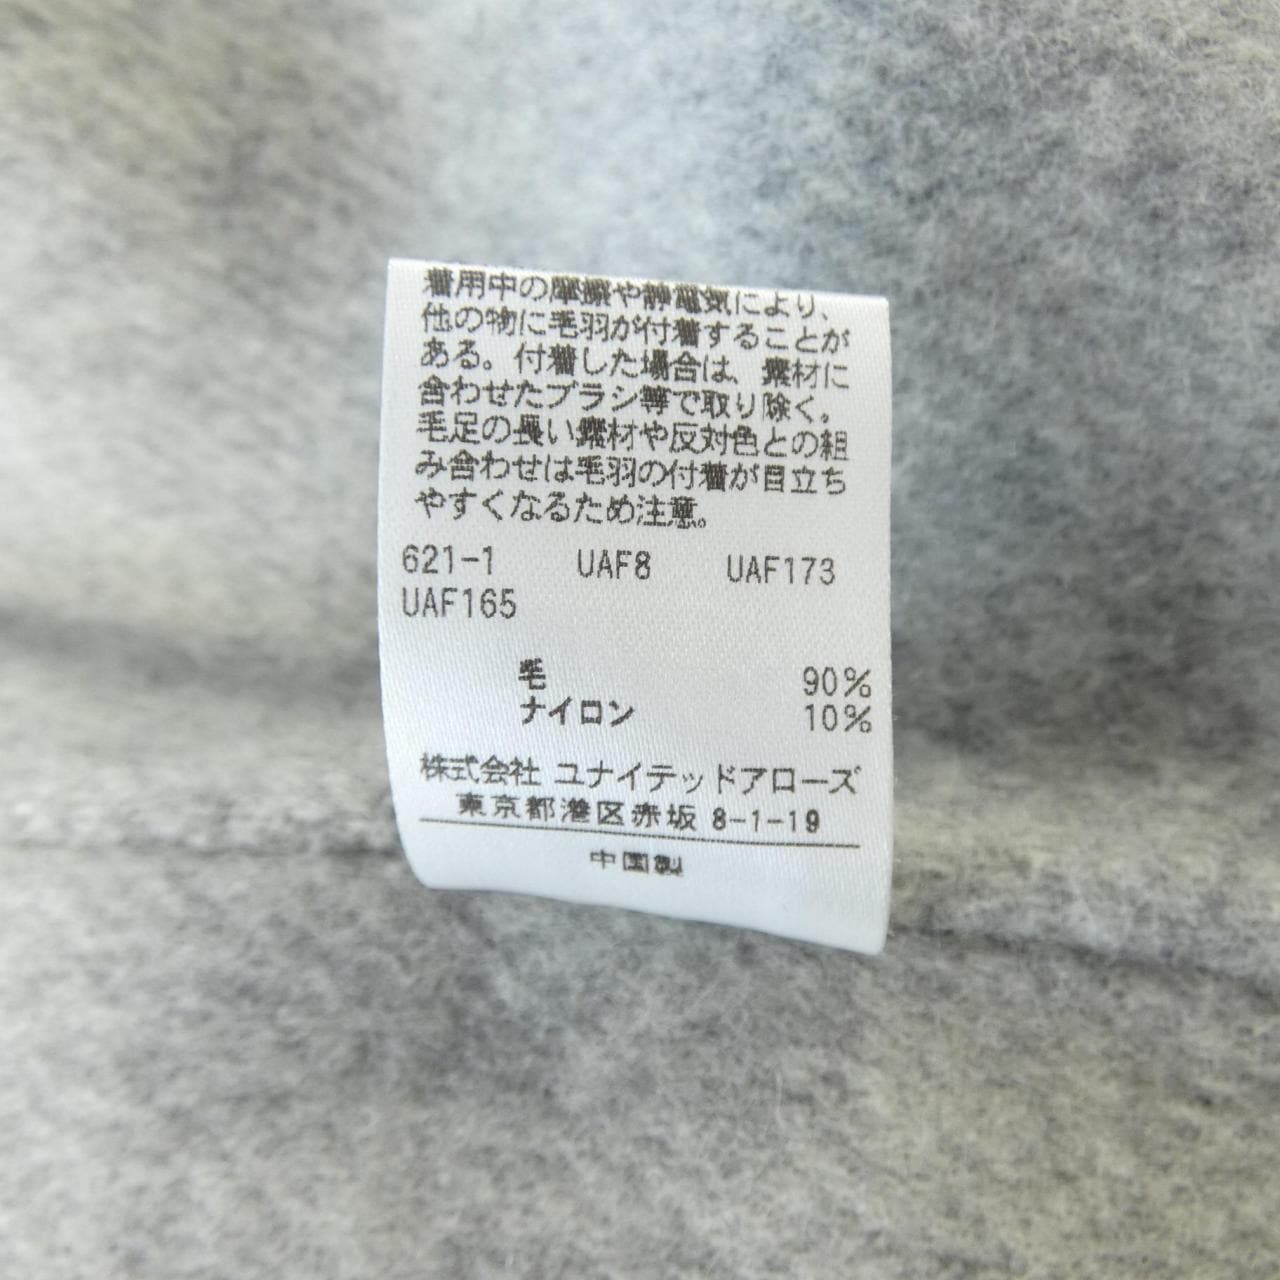 着用中の摩擦や静電気により、
他の物に毛羽が付着することが
ある。付着した場合は、素材に
合わせたブラシ等で取り除く。
毛足の長い素材や反対色との組
み合わせは毛羽の付着が目立ち
やすくなるため注意。
621-1 UAF8 UAF173
UAF165
毛 90%
ナイロン 10%
株式会社 ユナイテッドアローズ
東京都港区赤坂 8-1-19
中国製